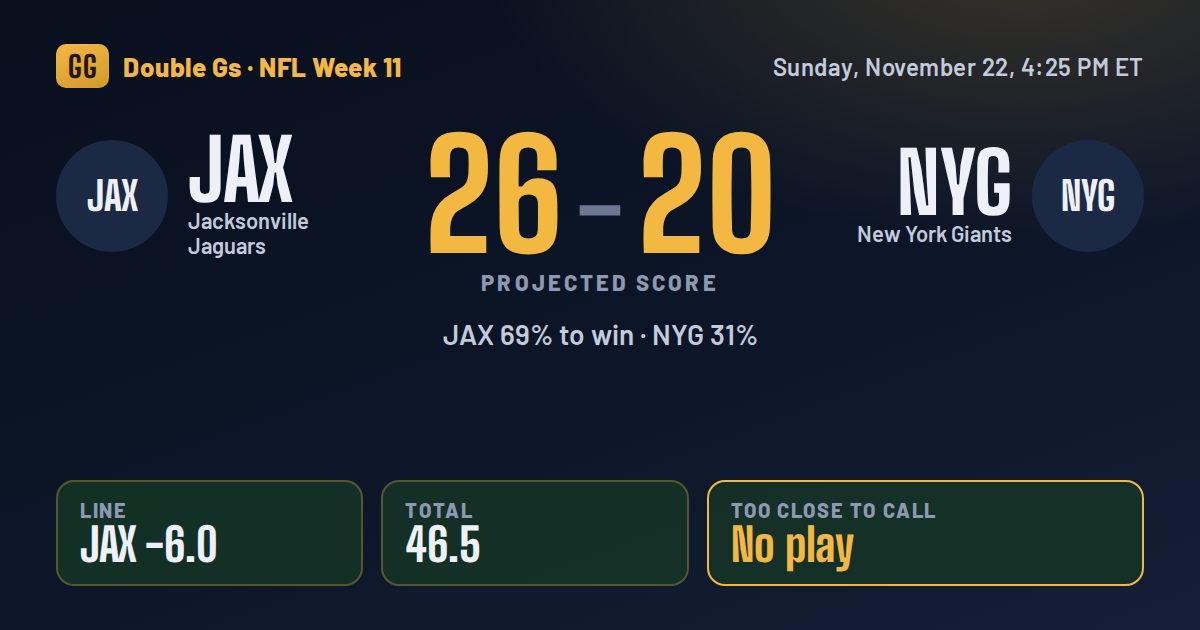 GG
Double Gs · NFL Week 11
Sunday, November 22, 4:25 PM ET
JAX
JAX
Jacksonville
Jaguars
26 – 20
PROJECTED SCORE
JAX 69% to win · NYG 31%
NYG
New York Giants
NYG
LINE
JAX -6.0
TOTAL
46.5
TOO CLOSE TO CALL
No play